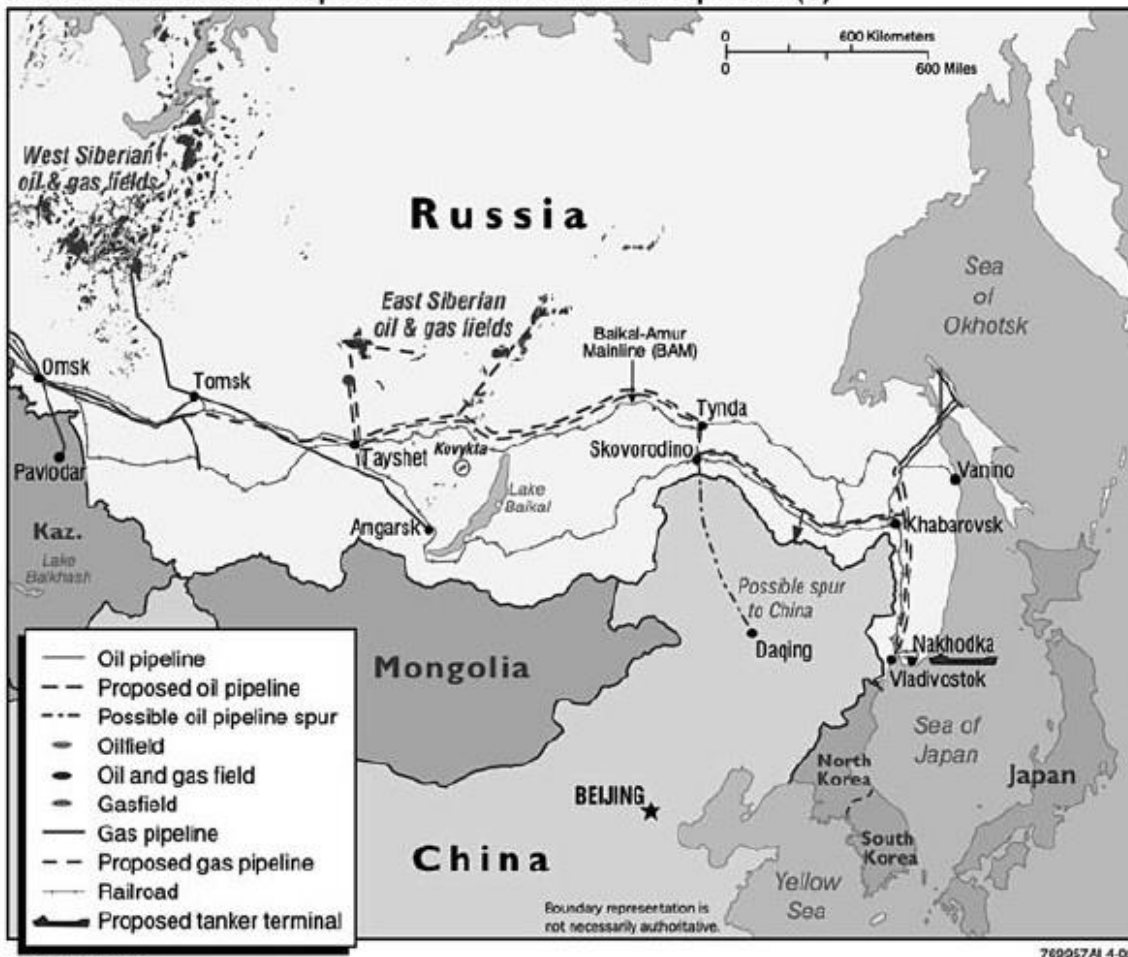 0 600 Kilometers
0 600 Miles
West Siberian
oil & gas fields
Russia
East Siberian
oil & gas fields
Sea
of
Okhotsk
Baikal-Amur
Mainline (BAM)
Omsk
Tomsk
Tynda
Tayshet
Kovykta
Skovorodino
Pavlodar
Vanino
Lake
Baikal
Angarsk
Khabarovsk
Kaz.
Lake
Balkhash
Possible spur
to China
Daqing
Nakhodka
Vladivostok
Mongolia
Sea of
Japan
North
Korea
Japan
BEIJING
South
Korea
China
Yellow
Sea
Boundary representation is
not necessarily authoritative.
Oil pipeline
Proposed oil pipeline
Possible oil pipeline spur
Oilfield
Oil and gas field
Gasfield
Gas pipeline
Proposed gas pipeline
Railroad
Proposed tanker terminal